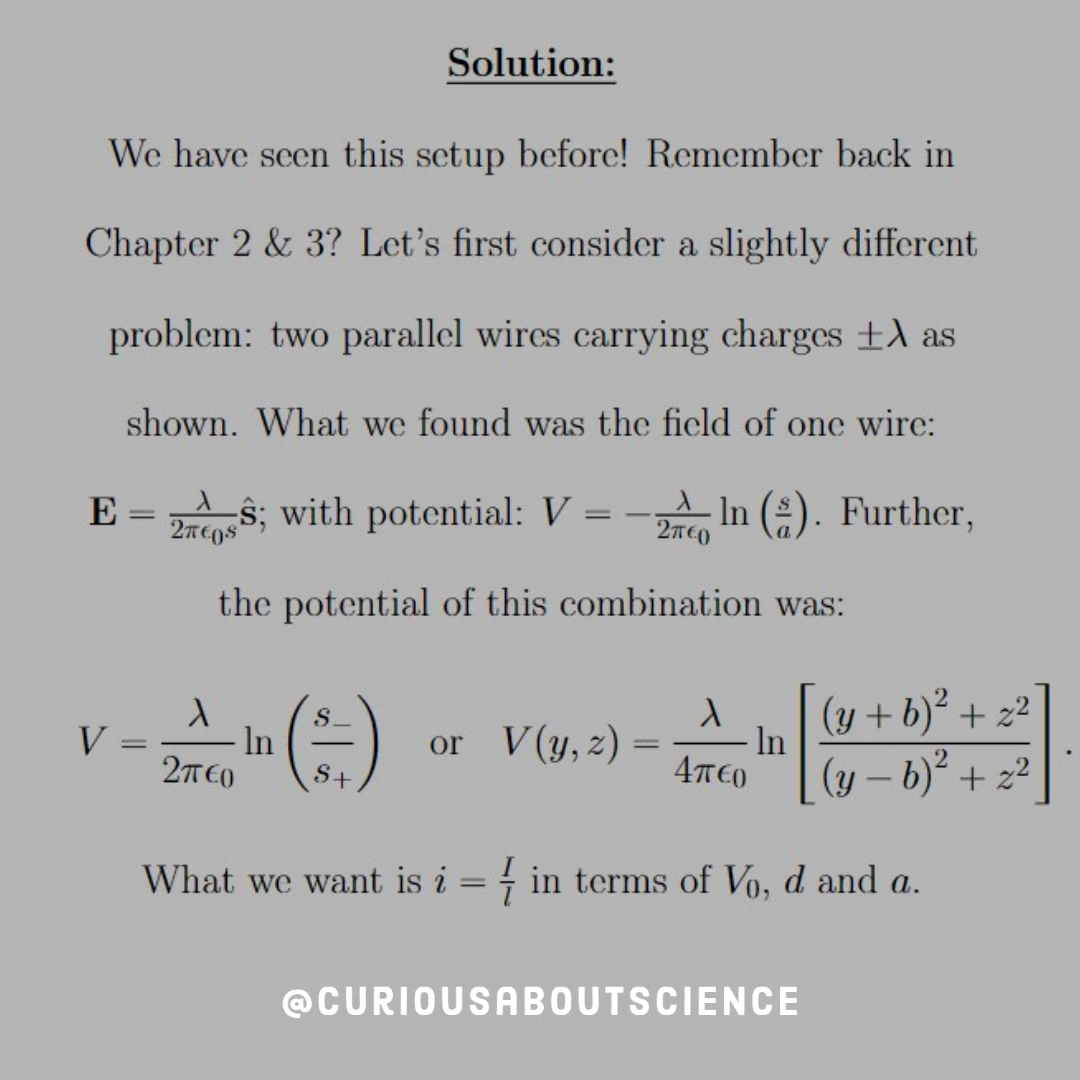 Solution:
We have seen this setup before! Remember back in
Chapter 2 & 3? Let's first consider a slightly different
problem: two parallel wires carrying charges ±λ as
shown. What we found was the field of one wire:
E = λ/(2πϵ₀s) ŝ; with potential: V = −λ/(2πϵ₀) ln (s/a). Further,
the potential of this combination was:
V = λ/(2πϵ₀) ln (s₋/s₊) or V(y, z) = λ/(4πϵ₀) ln [((y + b)² + z²)/((y − b)² + z²)].
What we want is i = I/l in terms of V₀, d and a.
@CURIOUSABOUTSCIENCE